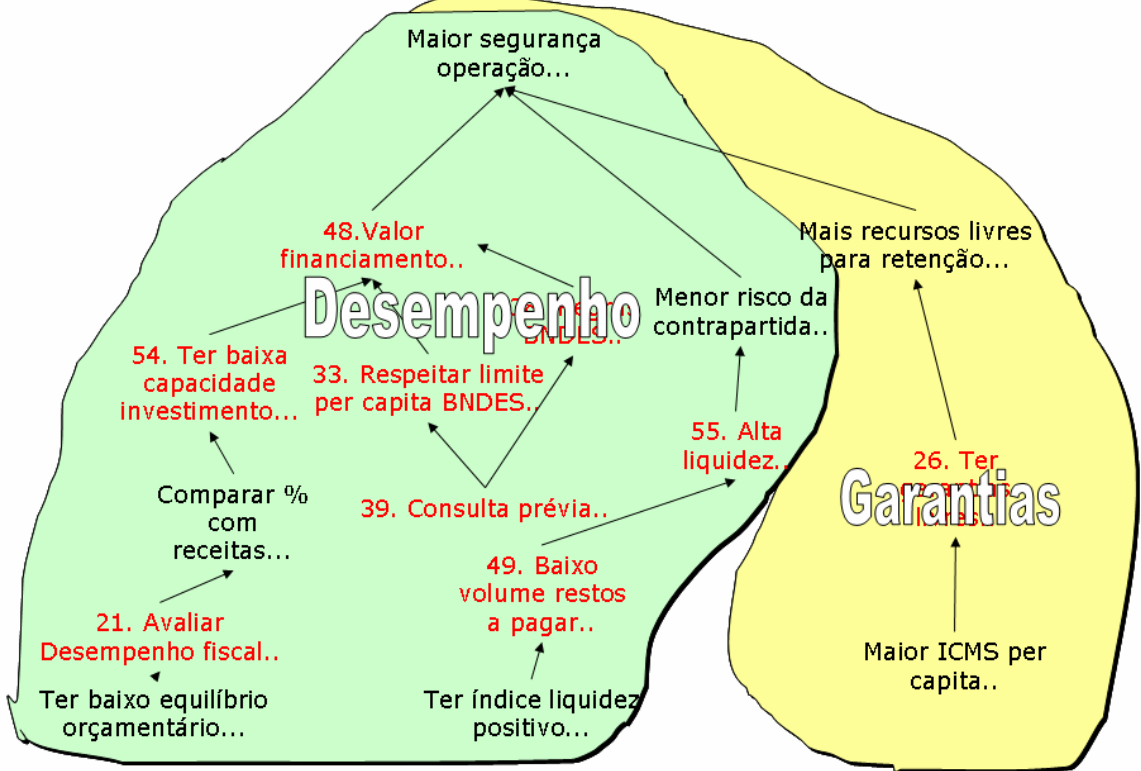 Maior segurança
operação...
48.Valor
financiamento..
Mais recursos livres
para retenção...
Desempenho
BNDES..
Menor risco da
contrapartida..
54. Ter baixa
capacidade
investimento...
33. Respeitar limite
per capita BNDES..
55. Alta
liquidez..
26. Ter
Garantias
Comparar %
com
receitas...
39. Consulta prévia..
49. Baixo
volume restos
a pagar..
21. Avaliar
Desempenho fiscal..
Maior ICMS per
capita..
Ter baixo equilíbrio
orçamentário...
Ter índice liquidez
positivo...